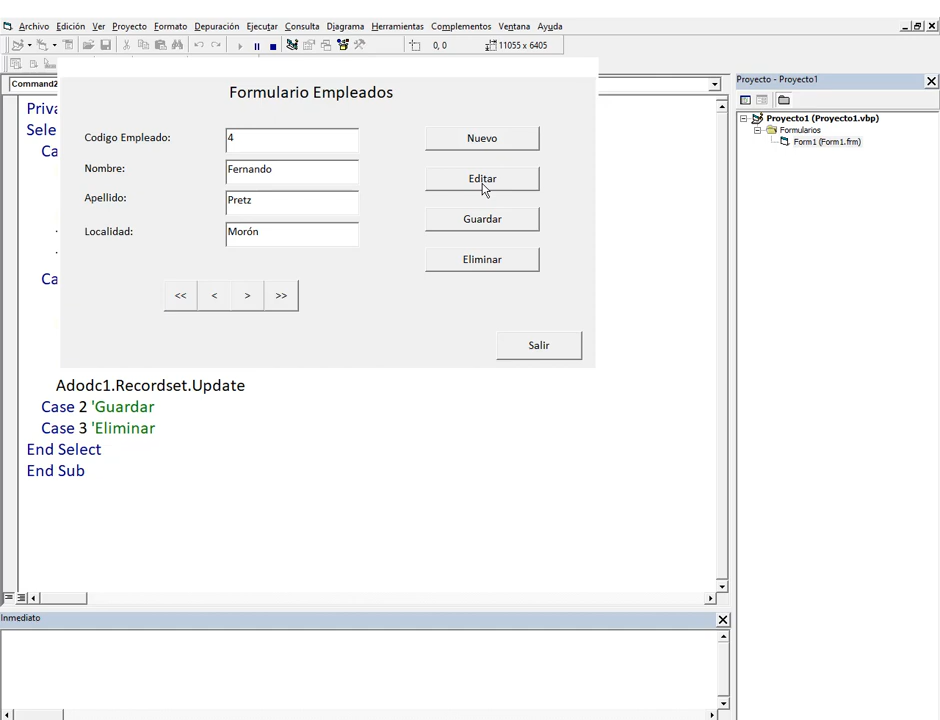 Archivo Edición Ver Proyecto Formato Depuración Ejecutar Consulta Diagrama Herramientas Complementos Ventana Ayuda
0, 0 11055 x 6405
Proyecto - Proyecto1
Formulario Empleados
Priva
Sele
Ca
Codigo Empleado: 4 Nuevo
Nombre: Fernando Editar
Apellido: Pretz Guardar
Localidad: Morón Eliminar
Ca
<< < > >>
Salir
Proyecto1 (Proyecto1.vbp)
Formularios
Form1 (Form1.frm)
Adodc1.Recordset.Update
Case 2 'Guardar
Case 3 'Eliminar
End Select
End Sub
Inmediato